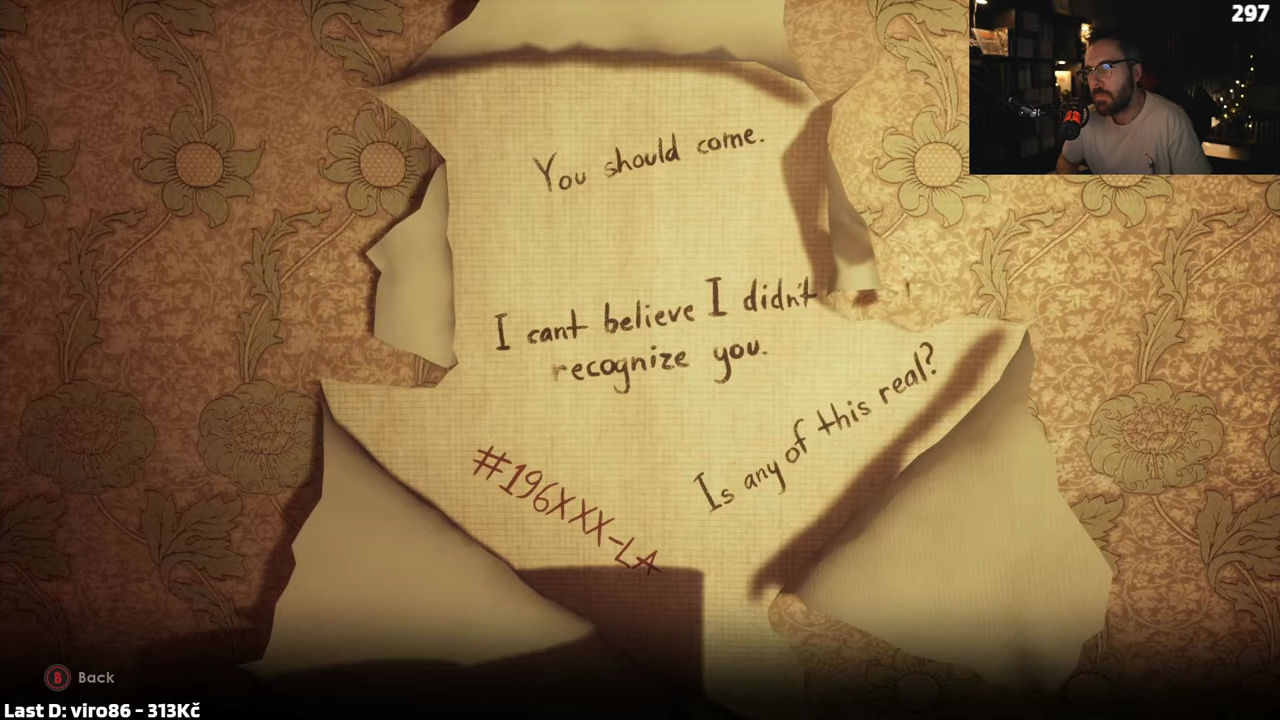 297
You should come.
I cant believe I didn't
recognize you.
Is any of this real?
#196XXX-LA
B Back
Last D: viro86 - 313Kč